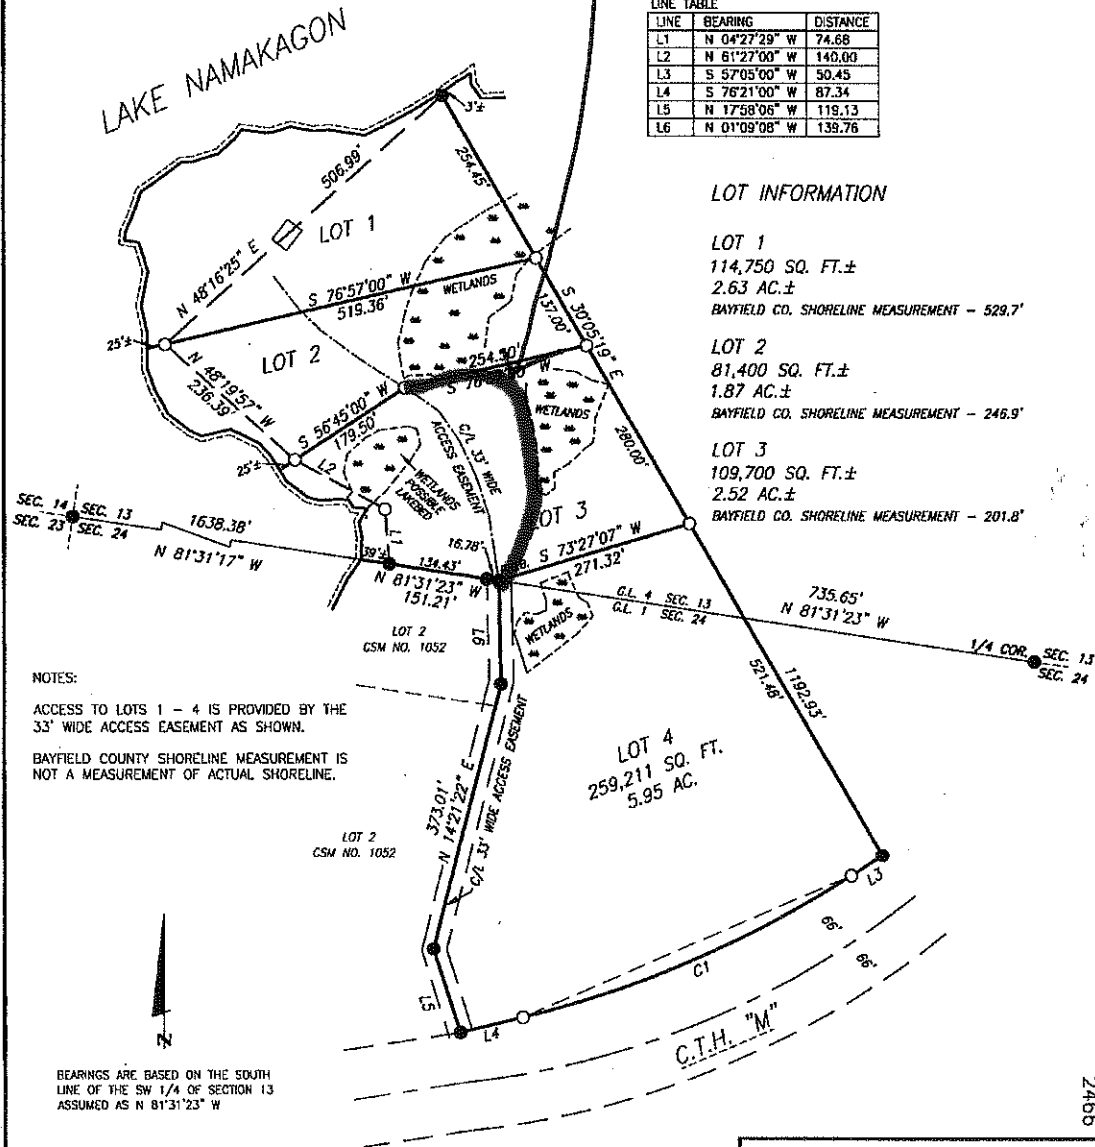 LINE TABLE
LINE BEARING DISTANCE
L1 N 04°27'29" W 74.68
L2 N 61°27'00" W 140.00
L3 S 57°05'00" W 50.45
L4 S 76°21'00" W 87.34
L5 N 17°58'06" W 119.13
L6 N 01°09'08" W 139.76
LAKE NAMAKAGON
LOT INFORMATION
LOT 1
114,750 SQ. FT.±
2.63 AC.±
BAYFIELD CO. SHORELINE MEASUREMENT - 529.7'
LOT 2
81,400 SQ. FT.±
1.87 AC.±
BAYFIELD CO. SHORELINE MEASUREMENT - 246.9'
LOT 3
109,700 SQ. FT.±
2.52 AC.±
BAYFIELD CO. SHORELINE MEASUREMENT - 201.8'
3'±
254.45'
506.99'
N 48°16'25" E
LOT 1
S 76°57'00" W
519.36'
WETLANDS
137.00'
S 30°05'19" E
25'±
LOT 2
N 48°19'57" W
236.39'
S 56°45'00" W
179.50'
S 76°
W
WETLANDS
280.00'
25'±
L2
WETLANDS
POSSIBLE
LAKEBED
C/L 33' WIDE
ACCESS EASEMENT
LOT 3
L1
SEC. 14 SEC. 13
SEC. 23 SEC. 24
1638.38'
N 81°31'17" W
39'±
134.43'
16.78'
N 81°31'23" W
151.21'
S 73°27'07" W
271.32'
G.L. 4 SEC. 13
G.L. 1 SEC. 24
735.65'
N 81°31'23" W
1/4 COR. SEC. 13
SEC. 24
WETLANDS
LOT 2
CSM NO. 1052
L6
NOTES:
ACCESS TO LOTS 1 - 4 IS PROVIDED BY THE
33' WIDE ACCESS EASEMENT AS SHOWN.
BAYFIELD COUNTY SHORELINE MEASUREMENT IS
NOT A MEASUREMENT OF ACTUAL SHORELINE.
521.48'
1192.93'
LOT 4
259,211 SQ. FT.
5.95 AC.
373.01'
N 14°21'22" E
C/L 33' WIDE ACCESS EASEMENT
LOT 2
CSM NO. 1052
L3
66'
66'
C1
L5
L4
C.T.H. "M"
N
BEARINGS ARE BASED ON THE SOUTH
LINE OF THE SW 1/4 OF SECTION 13
ASSUMED AS N 81°31'23" W
2466